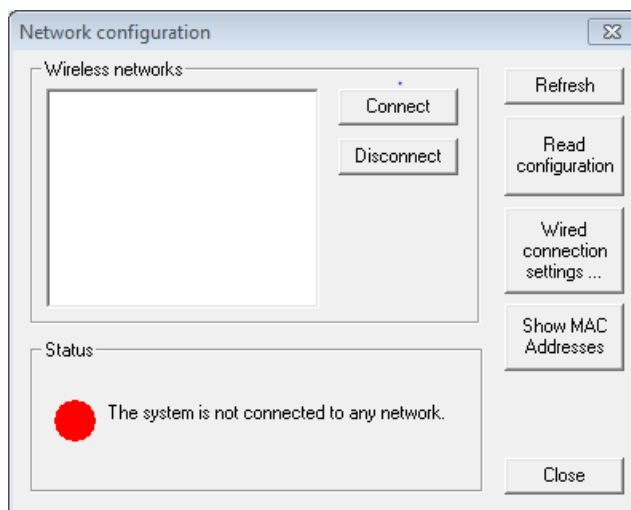 Network configuration
Wireless networks
Connect
Disconnect
Refresh
Read
configuration
Wired
connection
settings ...
Show MAC
Addresses
Status
The system is not connected to any network.
Close